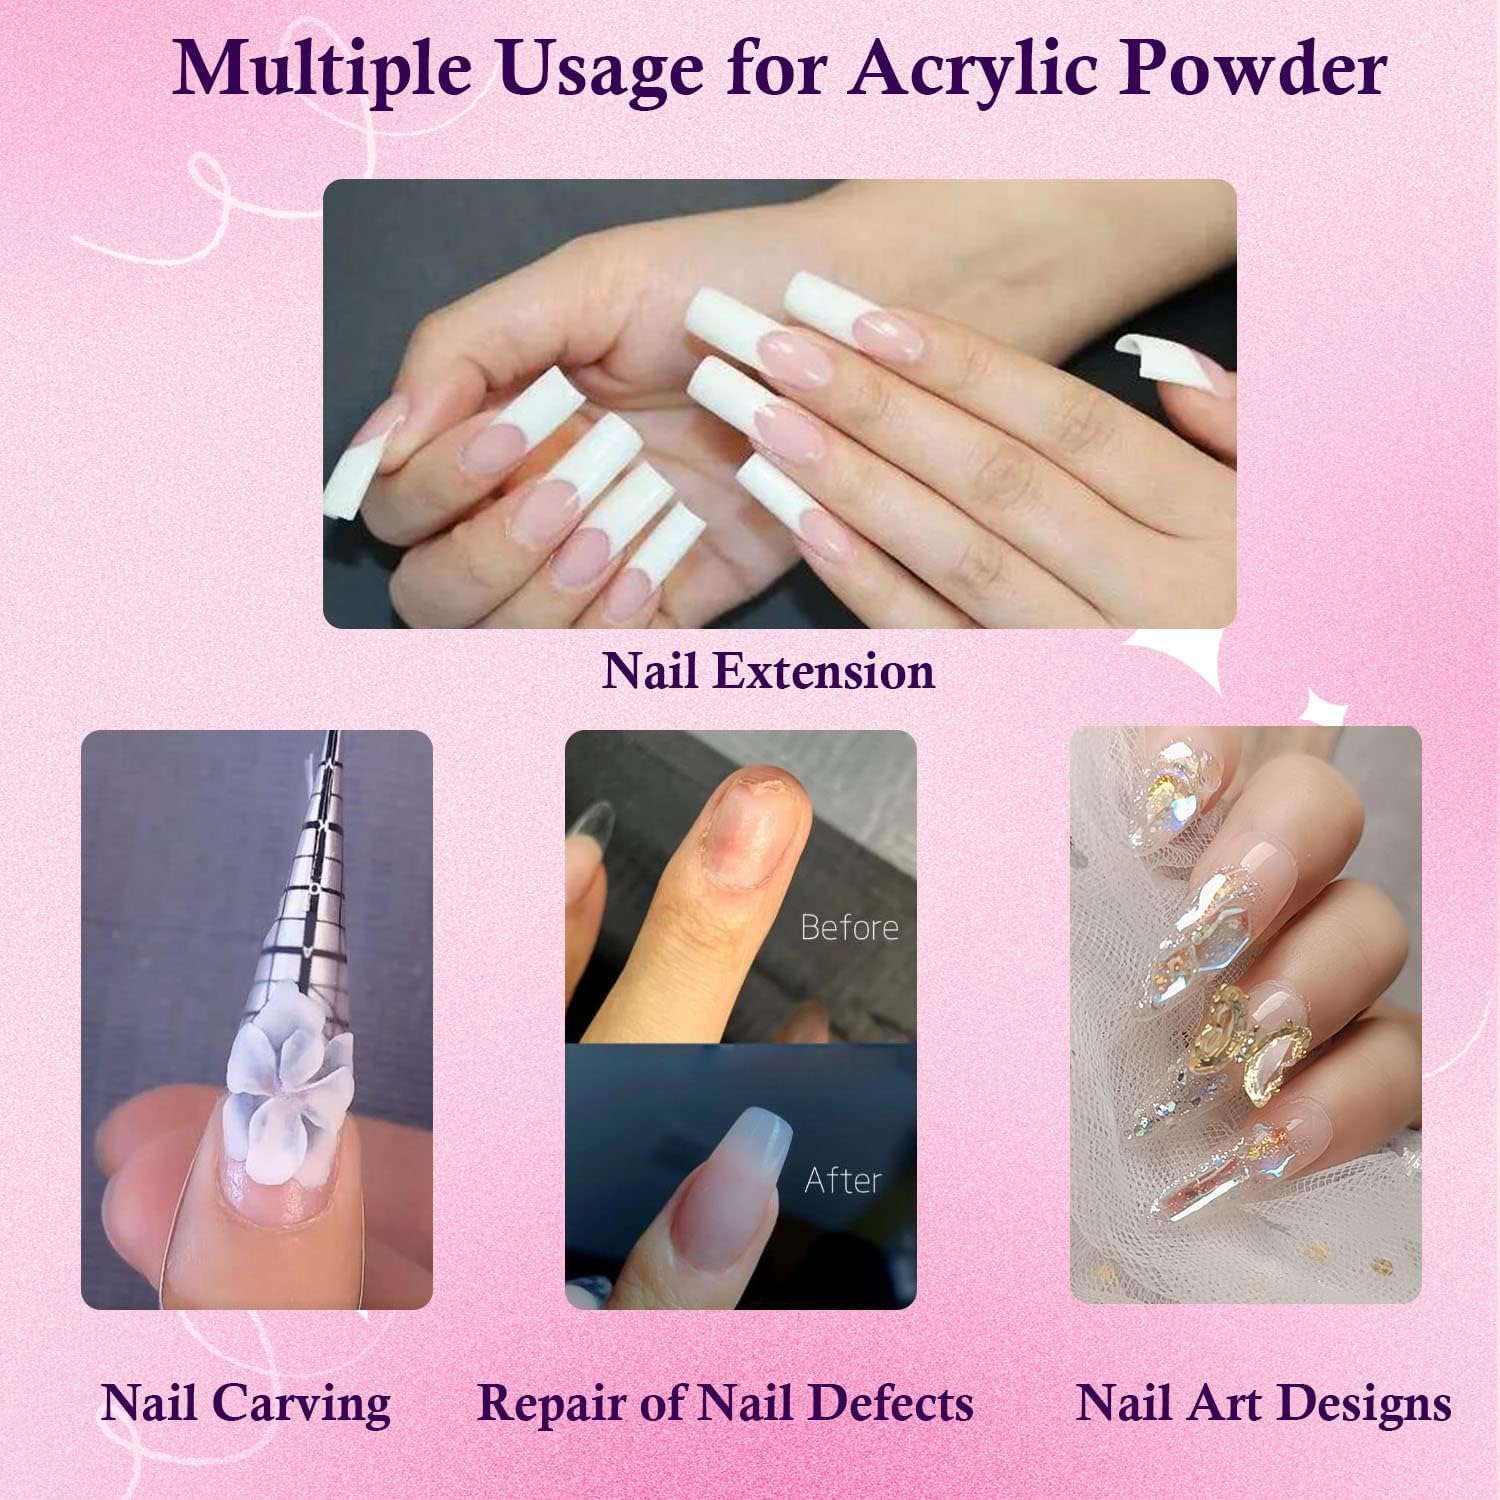 Multiple Usage for Acrylic Powder
Nail Extension
Before
After
Nail Carving
Repair of Nail Defects
Nail Art Designs